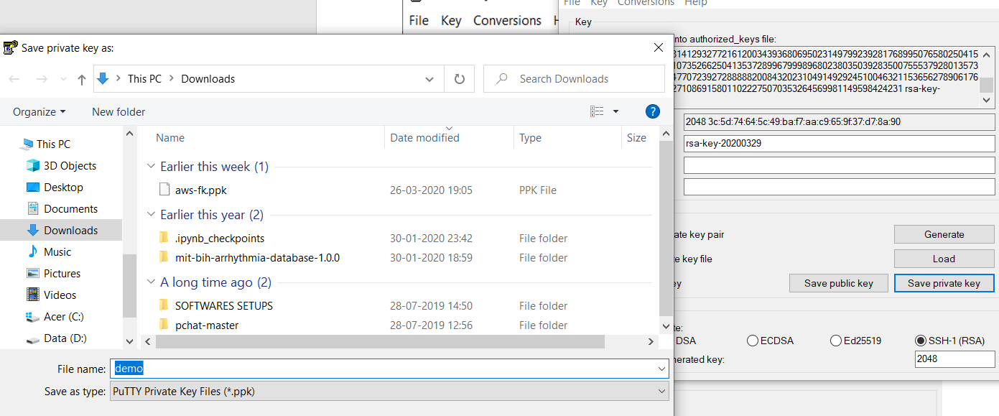 File Key Conversions H
File Key Conversions Help
Save private key as:
This PC > Downloads
Search Downloads
Organize
New folder
?
This PC
3D Objects
Desktop
Documents
Downloads
Music
Pictures
Videos
Acer (C:)
Data (D:)
Name Date modified Type Size
Earlier this week (1)
aws-fk.ppk 26-03-2020 19:05 PPK File
Earlier this year (2)
.ipynb_checkpoints 30-01-2020 23:42 File folder
mit-bih-arrhythmia-database-1.0.0 30-01-2020 18:59 File folder
A long time ago (2)
SOFTWARES SETUPS 28-07-2019 14:50 File folder
pchat-master 28-07-2019 12:56 File folder
File name: demo
Save as type: PuTTY Private Key Files (*.ppk)
Key
nto authorized_keys file:
3141293277216120034393680695023149799239281768995076580250415
1073526625041353728996799989680238035039283500755537928013573
47707239272888882008432023104914929245100463211536562789061 76
27108691580110222750703532645699811495984242 31 rsa-key-
2048 3c:5d:74:64:5c:49:ba:f7:aa:c9:65:9f:37:d7:8a:90
rsa-key-20200329
ate key pair
Generate
te key file
Load
ey
Save public key
Save private key
te:
DSA ECDSA Ed25519 SSH-1 (RSA)
nerated key:
2048